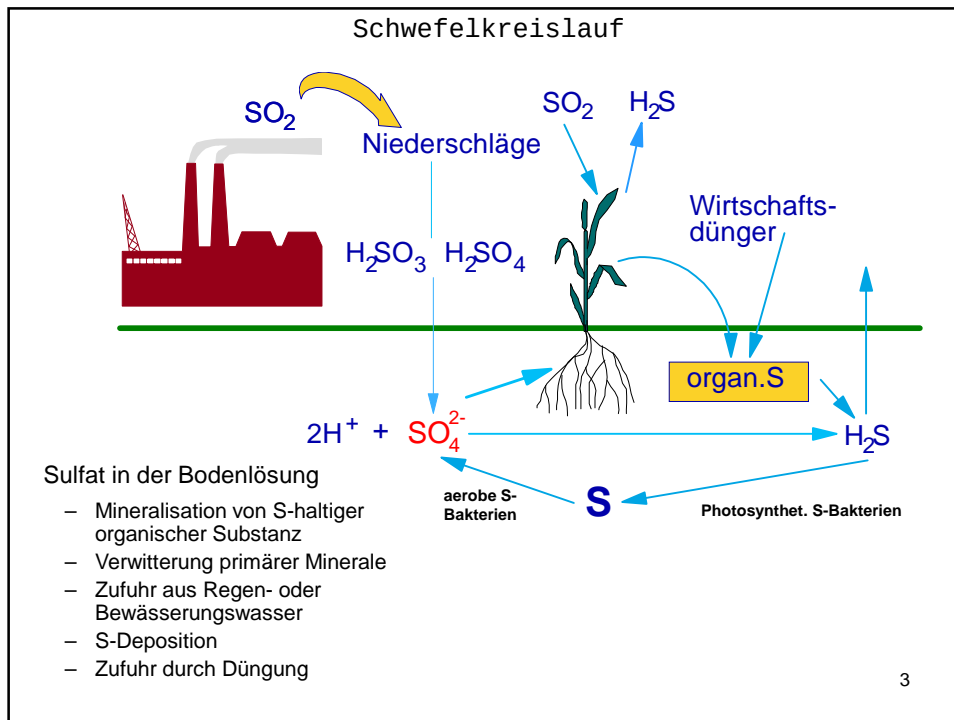 Schwefelkreislauf
SO₂
SO₂
H₂S
Niederschläge
Wirtschafts-
dünger
H₂SO₃ H₂SO₄
organ.S
2H⁺ + SO₄²⁻
H₂S
aerobe S-
Bakterien
S
Photosynthet. S-Bakterien
Sulfat in der Bodenlösung
– Mineralisation von S-haltiger
organischer Substanz
– Verwitterung primärer Minerale
– Zufuhr aus Regen- oder
Bewässerungswasser
– S-Deposition
– Zufuhr durch Düngung
3